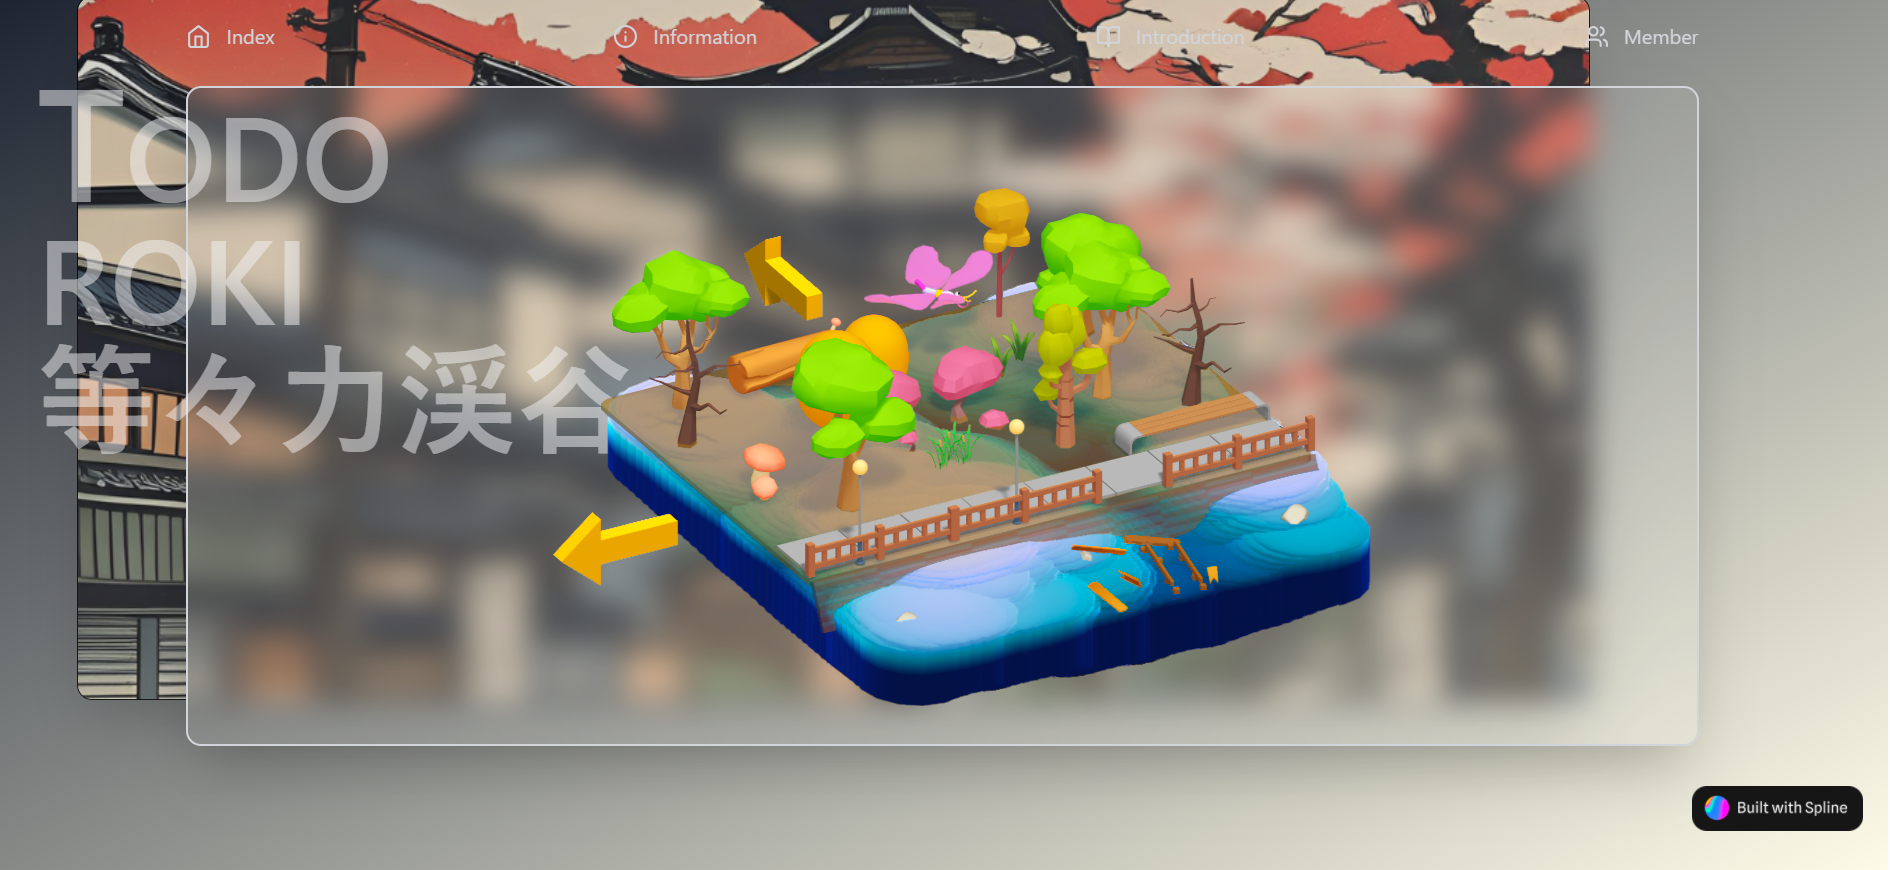 Index
Information
Introduction
Member
TODO
ROKI
等々力渓谷
Built with Spline